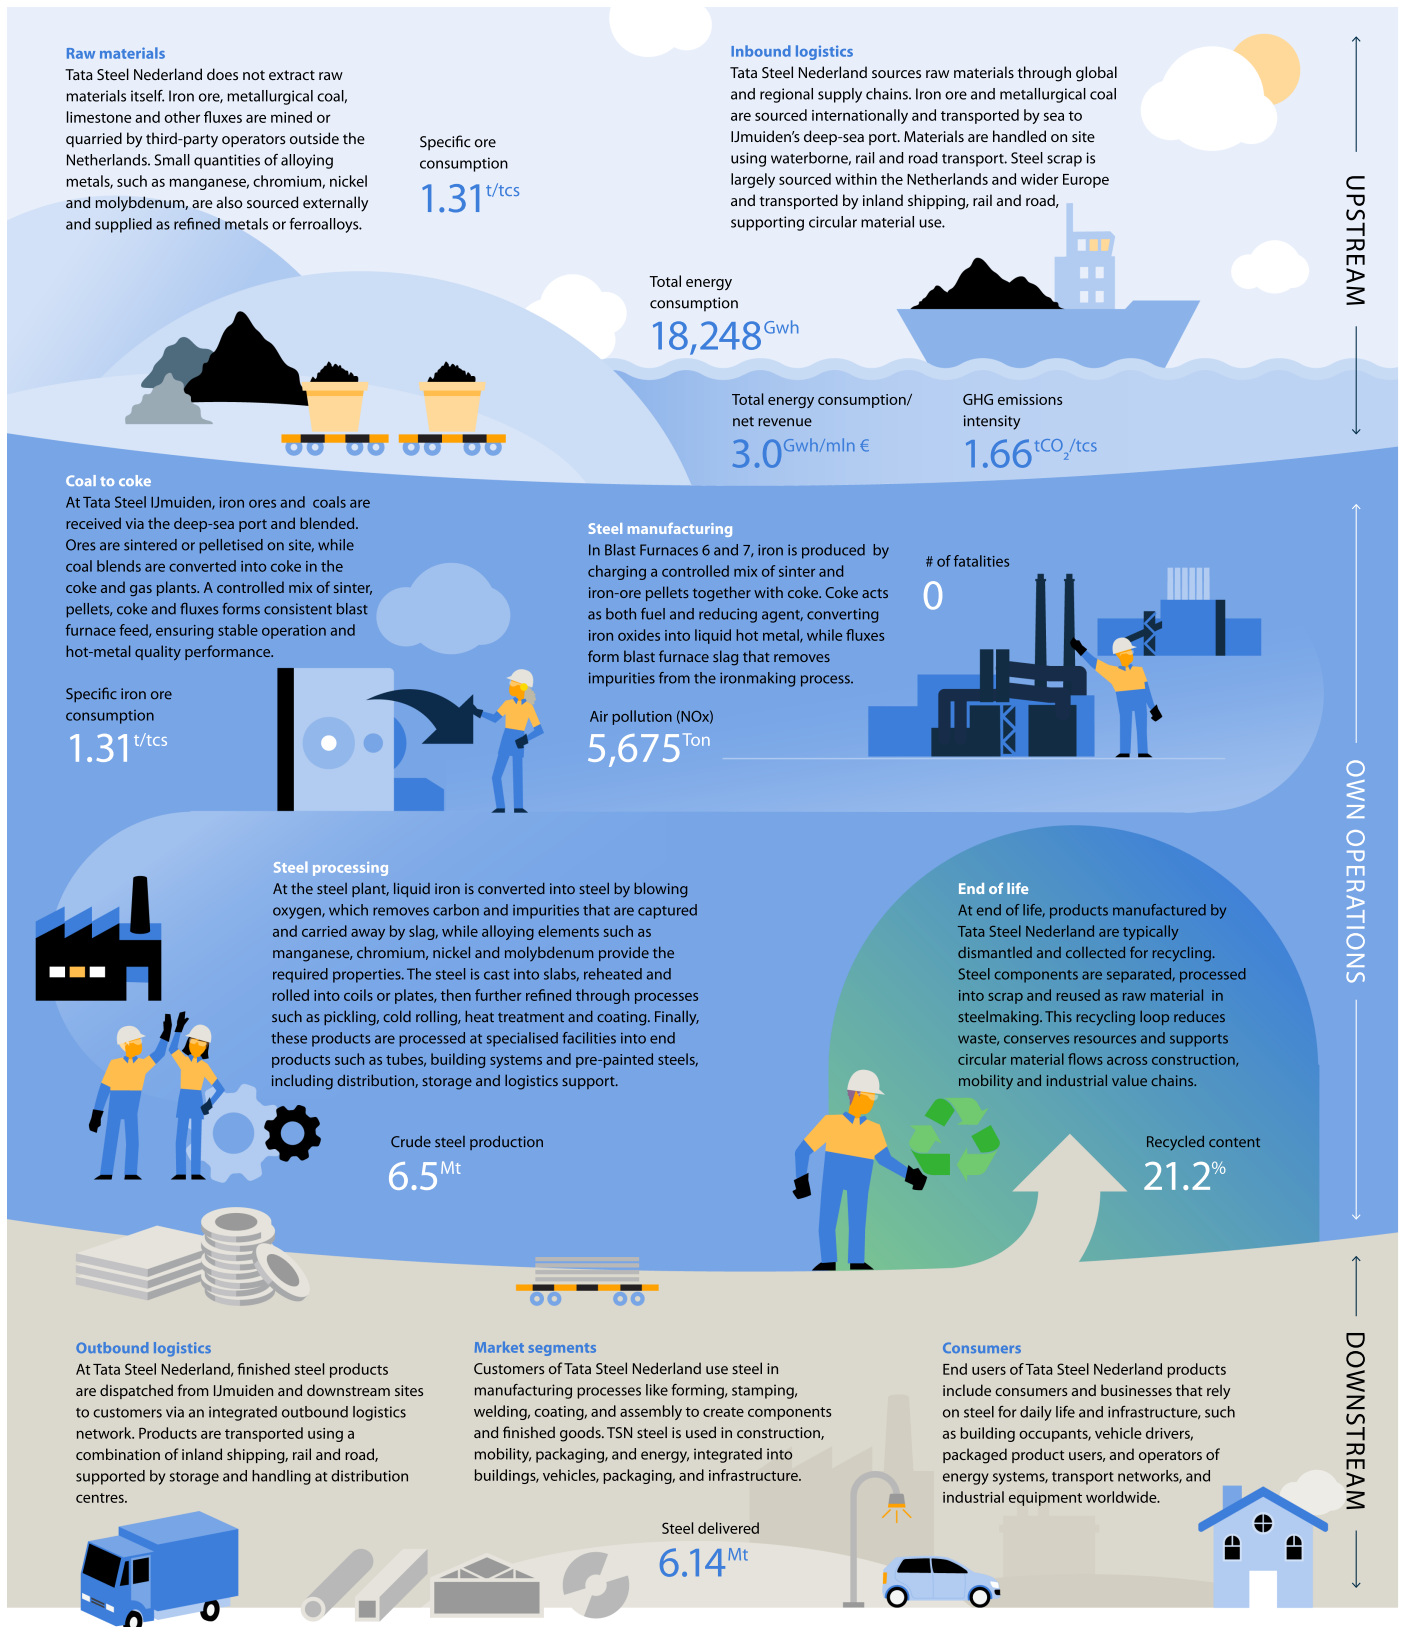 Raw materials
Tata Steel Nederland does not extract raw
materials itself. Iron ore, metallurgical coal,
limestone and other fluxes are mined or
quarried by third-party operators outside the
Netherlands. Small quantities of alloying
metals, such as manganese, chromium, nickel
and molybdenum, are also sourced externally
and supplied as refined metals or ferroalloys.
Specific ore
consumption
1.31 t/tcs
Inbound logistics
Tata Steel Nederland sources raw materials through global
and regional supply chains. Iron ore and metallurgical coal
are sourced internationally and transported by sea to
IJmuiden's deep-sea port. Materials are handled on site
using waterborne, rail and road transport. Steel scrap is
largely sourced within the Netherlands and wider Europe
and transported by inland shipping, rail and road,
supporting circular material use.
Total energy
consumption
18,248 Gwh
Total energy consumption/
net revenue
3.0 Gwh/mln €
GHG emissions
intensity
1.66 tCO₂/tcs
UPSTREAM
Coal to coke
At Tata Steel IJmuiden, iron ores and  coals are
received via the deep-sea port and blended.
Ores are sintered or pelletised on site, while
coal blends are converted into coke in the
coke and gas plants. A controlled mix of sinter,
pellets, coke and fluxes forms consistent blast
furnace feed, ensuring stable operation and
hot-metal quality performance.
Specific iron ore
consumption
1.31 t/tcs
Steel manufacturing
In Blast Furnaces 6 and 7, iron is produced  by
charging a controlled mix of sinter and
iron-ore pellets together with coke. Coke acts
as both fuel and reducing agent, converting
iron oxides into liquid hot metal, while fluxes
form blast furnace slag that removes
impurities from the ironmaking process.
Air pollution (NOx)
5,675 Ton
# of fatalities
0
OWN OPERATIONS
Steel processing
At the steel plant, liquid iron is converted into steel by blowing
oxygen, which removes carbon and impurities that are captured
and carried away by slag, while alloying elements such as
manganese, chromium, nickel and molybdenum provide the
required properties. The steel is cast into slabs, reheated and
rolled into coils or plates, then further refined through processes
such as pickling, cold rolling, heat treatment and coating. Finally,
these products are processed at specialised facilities into end
products such as tubes, building systems and pre-painted steels,
including distribution, storage and logistics support.
Crude steel production
6.5 Mt
End of life
At end of life, products manufactured by
Tata Steel Nederland are typically
dismantled and collected for recycling.
Steel components are separated, processed
into scrap and reused as raw material  in
steelmaking. This recycling loop reduces
waste, conserves resources and supports
circular material flows across construction,
mobility and industrial value chains.
Recycled content
21.2 %
Outbound logistics
At Tata Steel Nederland, finished steel products
are dispatched from IJmuiden and downstream sites
to customers via an integrated outbound logistics
network. Products are transported using a
combination of inland shipping, rail and road,
supported by storage and handling at distribution
centres.
Market segments
Customers of Tata Steel Nederland use steel in
manufacturing processes like forming, stamping,
welding, coating, and assembly to create components
and finished goods. TSN steel is used in construction,
mobility, packaging, and energy, integrated into
buildings, vehicles, packaging, and infrastructure.
Steel delivered
6.14 Mt
Consumers
End users of Tata Steel Nederland products
include consumers and businesses that rely
on steel for daily life and infrastructure, such
as building occupants, vehicle drivers,
packaged product users, and operators of
energy systems, transport networks, and
industrial equipment worldwide.
DOWNSTREAM